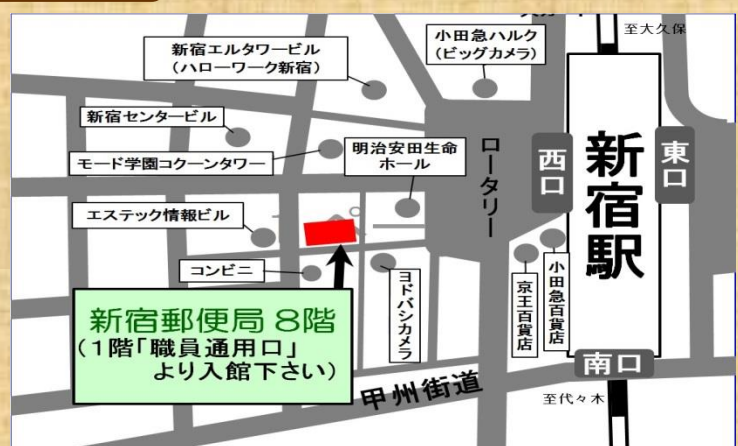 至大久保
小田急ハルク
(ビッグカメラ)
新宿エルタワービル
(ハローワーク新宿)
新宿センタービル
モード学園コクーンタワー
明治安田生命
ホール
ロータリー
西口
新宿駅
東口
エステック情報ビル
コンビニ
ヨドバシカメラ
京王百貨店
小田急百貨店
新宿郵便局 8階
(1階「職員通用口」
より入館下さい)
甲州街道
南口
至代々木